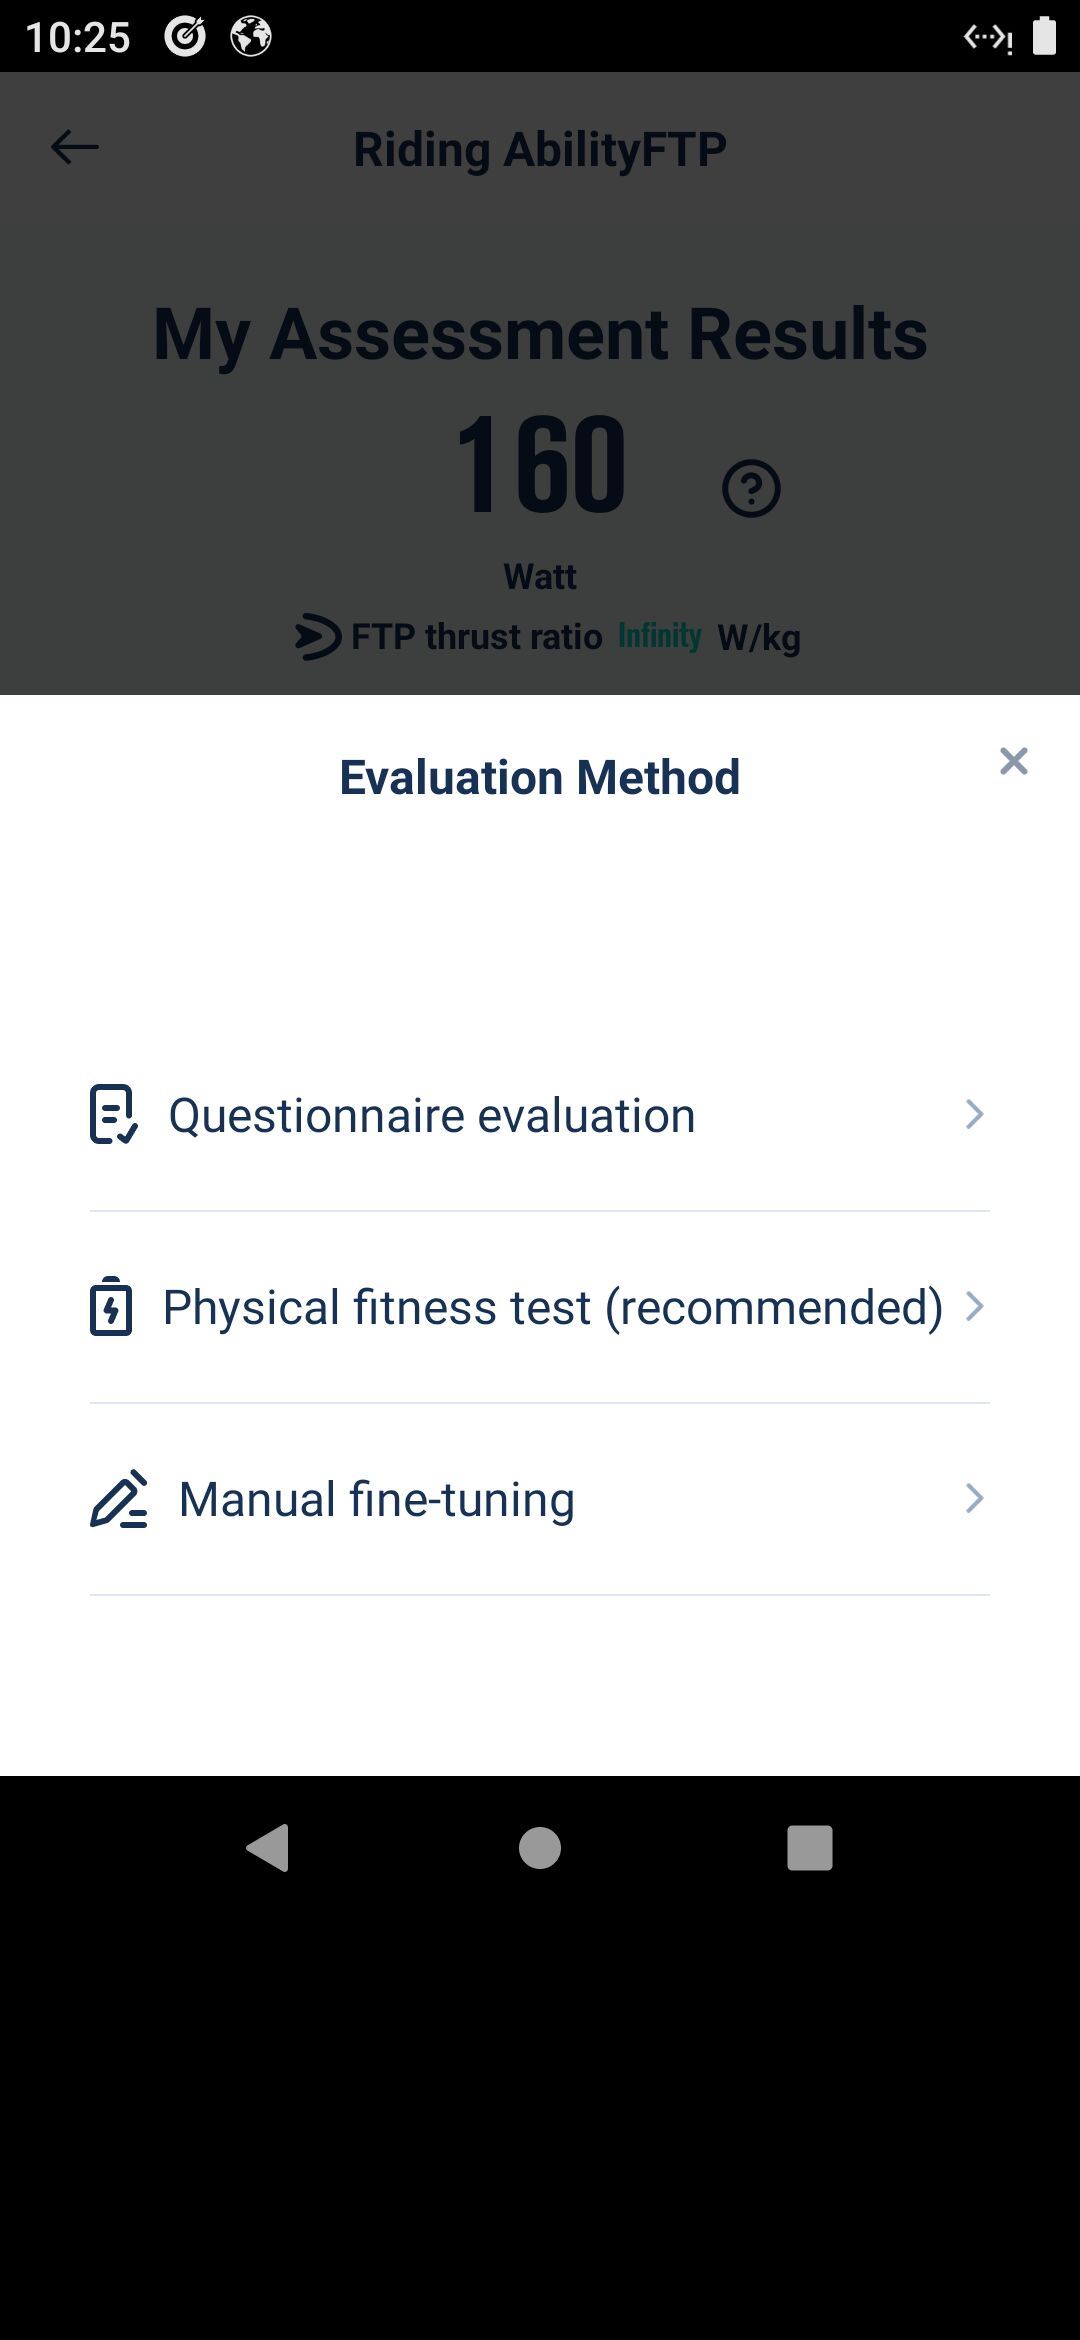 10:25
Riding AbilityFTP
My Assessment Results
160
Watt
FTP thrust ratio Infinity W/kg
Evaluation Method
Questionnaire evaluation
Physical fitness test (recommended)
Manual fine-tuning